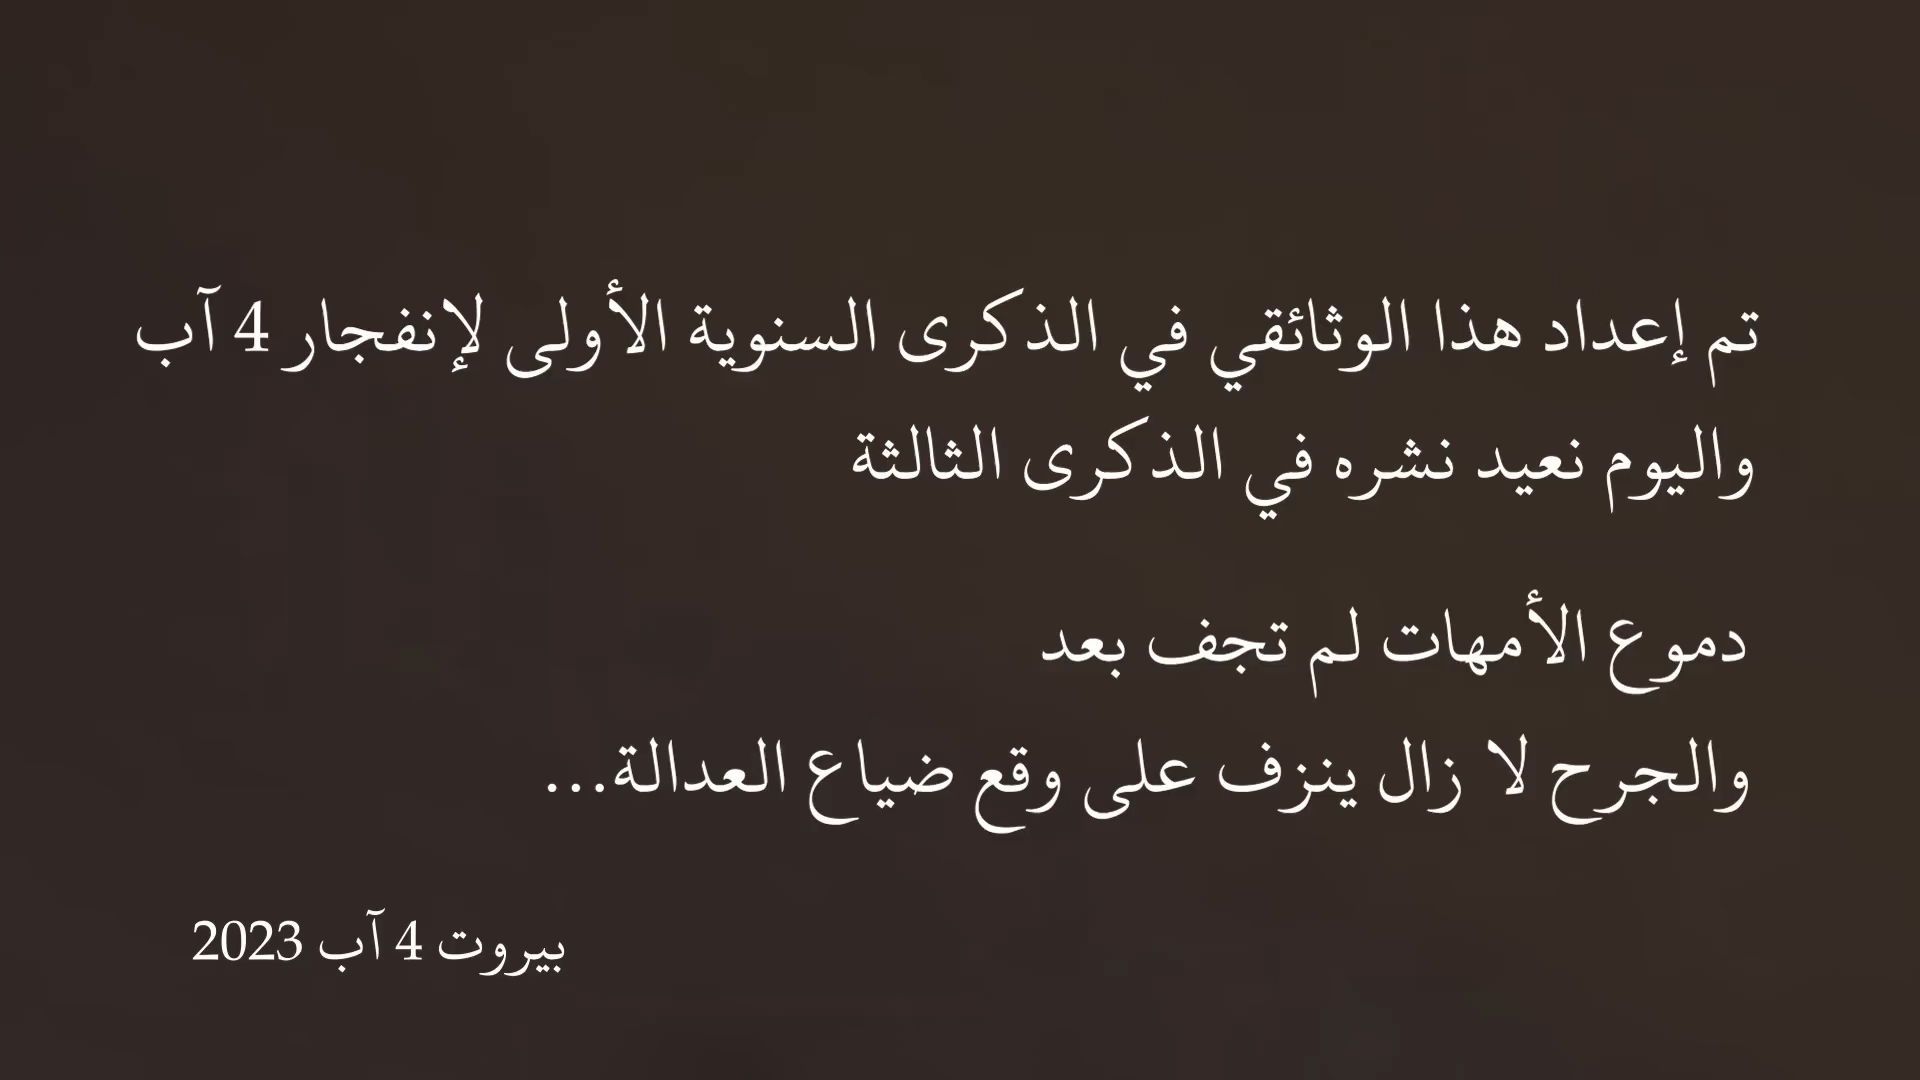 تم إعداد هذا الوثائقي في الذكرى السنوية الأولى لإنفجار 4 آب
واليوم نعيد نشره في الذكرى الثالثة
دموع الأمهات لم تجف بعد
والجرح لا زال ينزف على وقع ضياع العدالة...
بيروت 4 آب 2023